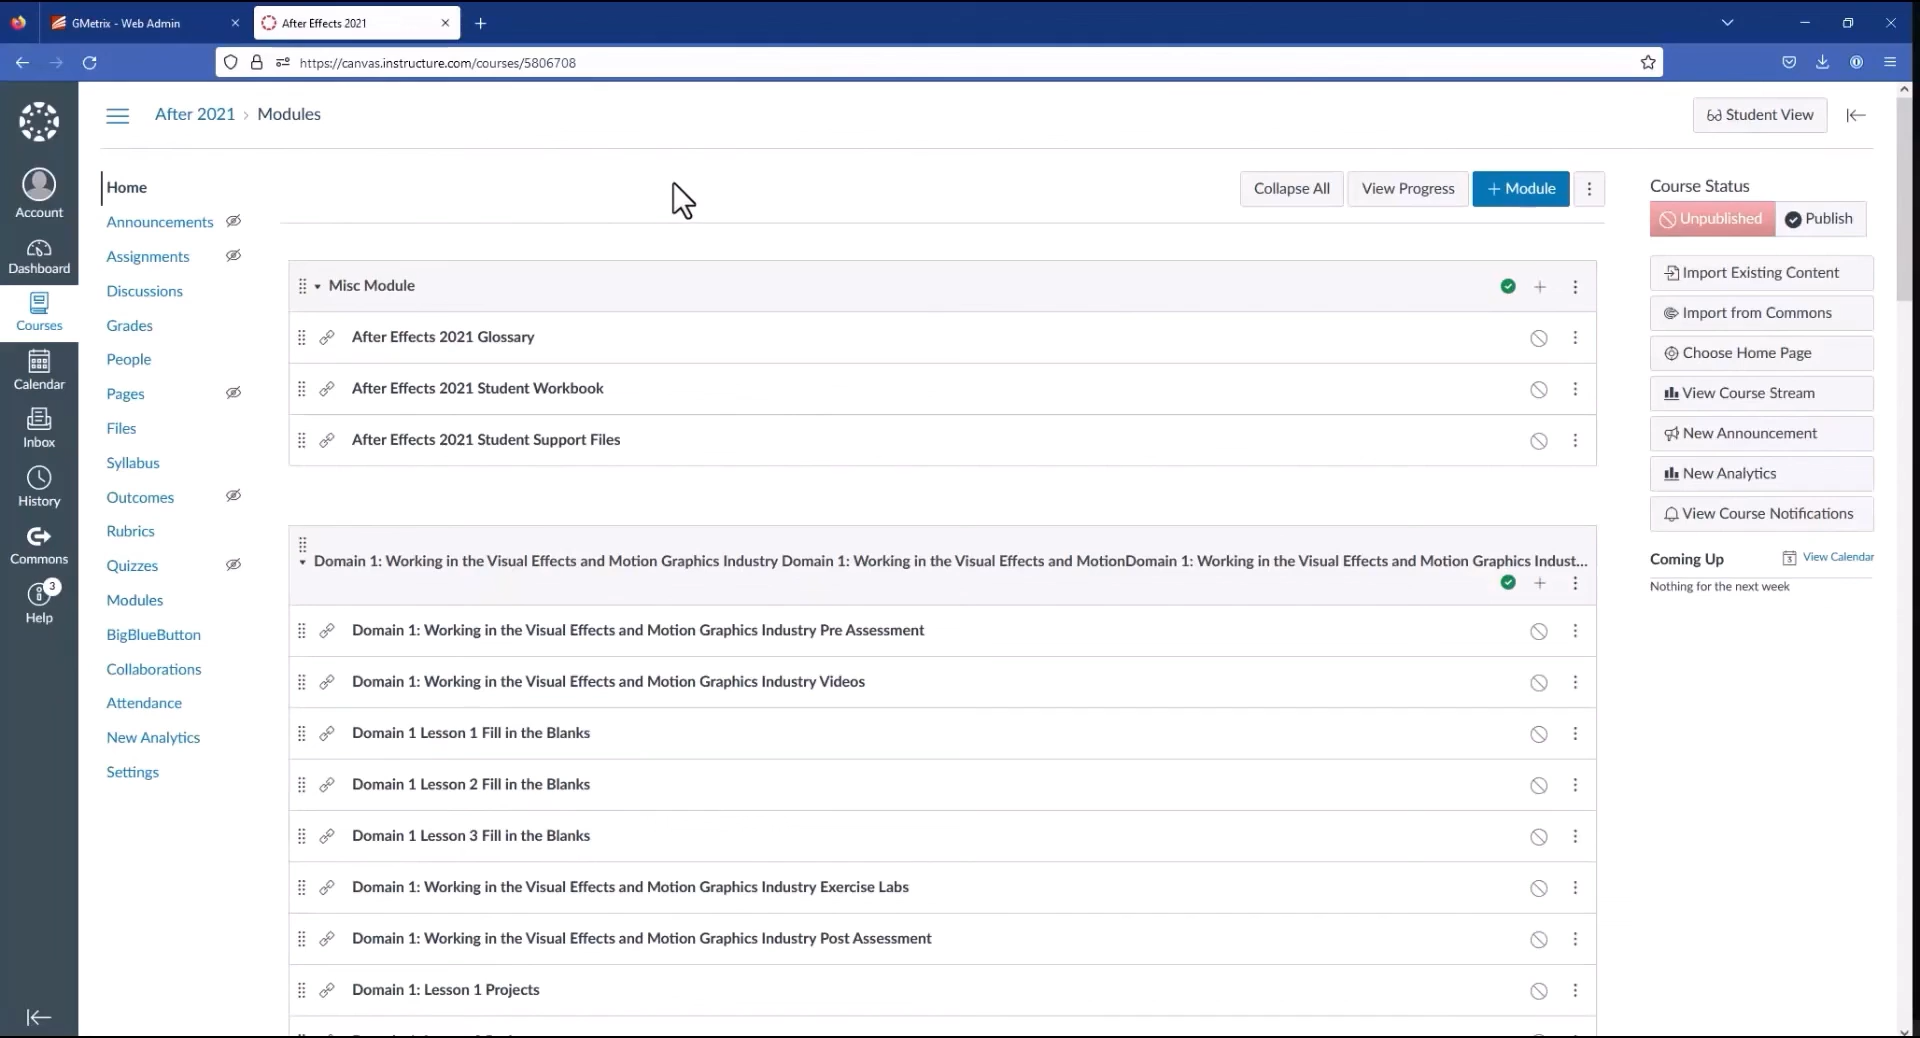 GMetrix - Web Admin
After Effects 2021
https://canvas.instructure.com/courses/5806708
After 2021 › Modules
Student View
Account
Dashboard
Courses
Calendar
Inbox
History
Commons
3
Help
Home
Announcements
Assignments
Discussions
Grades
People
Pages
Files
Syllabus
Outcomes
Rubrics
Quizzes
Modules
BigBlueButton
Collaborations
Attendance
New Analytics
Settings
Collapse All
View Progress
+ Module
Misc Module
After Effects 2021 Glossary
After Effects 2021 Student Workbook
After Effects 2021 Student Support Files
Domain 1: Working in the Visual Effects and Motion Graphics Industry Domain 1: Working in the Visual Effects and MotionDomain 1: Working in the Visual Effects and Motion Graphics Indust...
Domain 1: Working in the Visual Effects and Motion Graphics Industry Pre Assessment
Domain 1: Working in the Visual Effects and Motion Graphics Industry Videos
Domain 1 Lesson 1 Fill in the Blanks
Domain 1 Lesson 2 Fill in the Blanks
Domain 1 Lesson 3 Fill in the Blanks
Domain 1: Working in the Visual Effects and Motion Graphics Industry Exercise Labs
Domain 1: Working in the Visual Effects and Motion Graphics Industry Post Assessment
Domain 1: Lesson 1 Projects
Course Status
Unpublished
Publish
Import Existing Content
Import from Commons
Choose Home Page
View Course Stream
New Announcement
New Analytics
View Course Notifications
Coming Up
View Calendar
Nothing for the next week